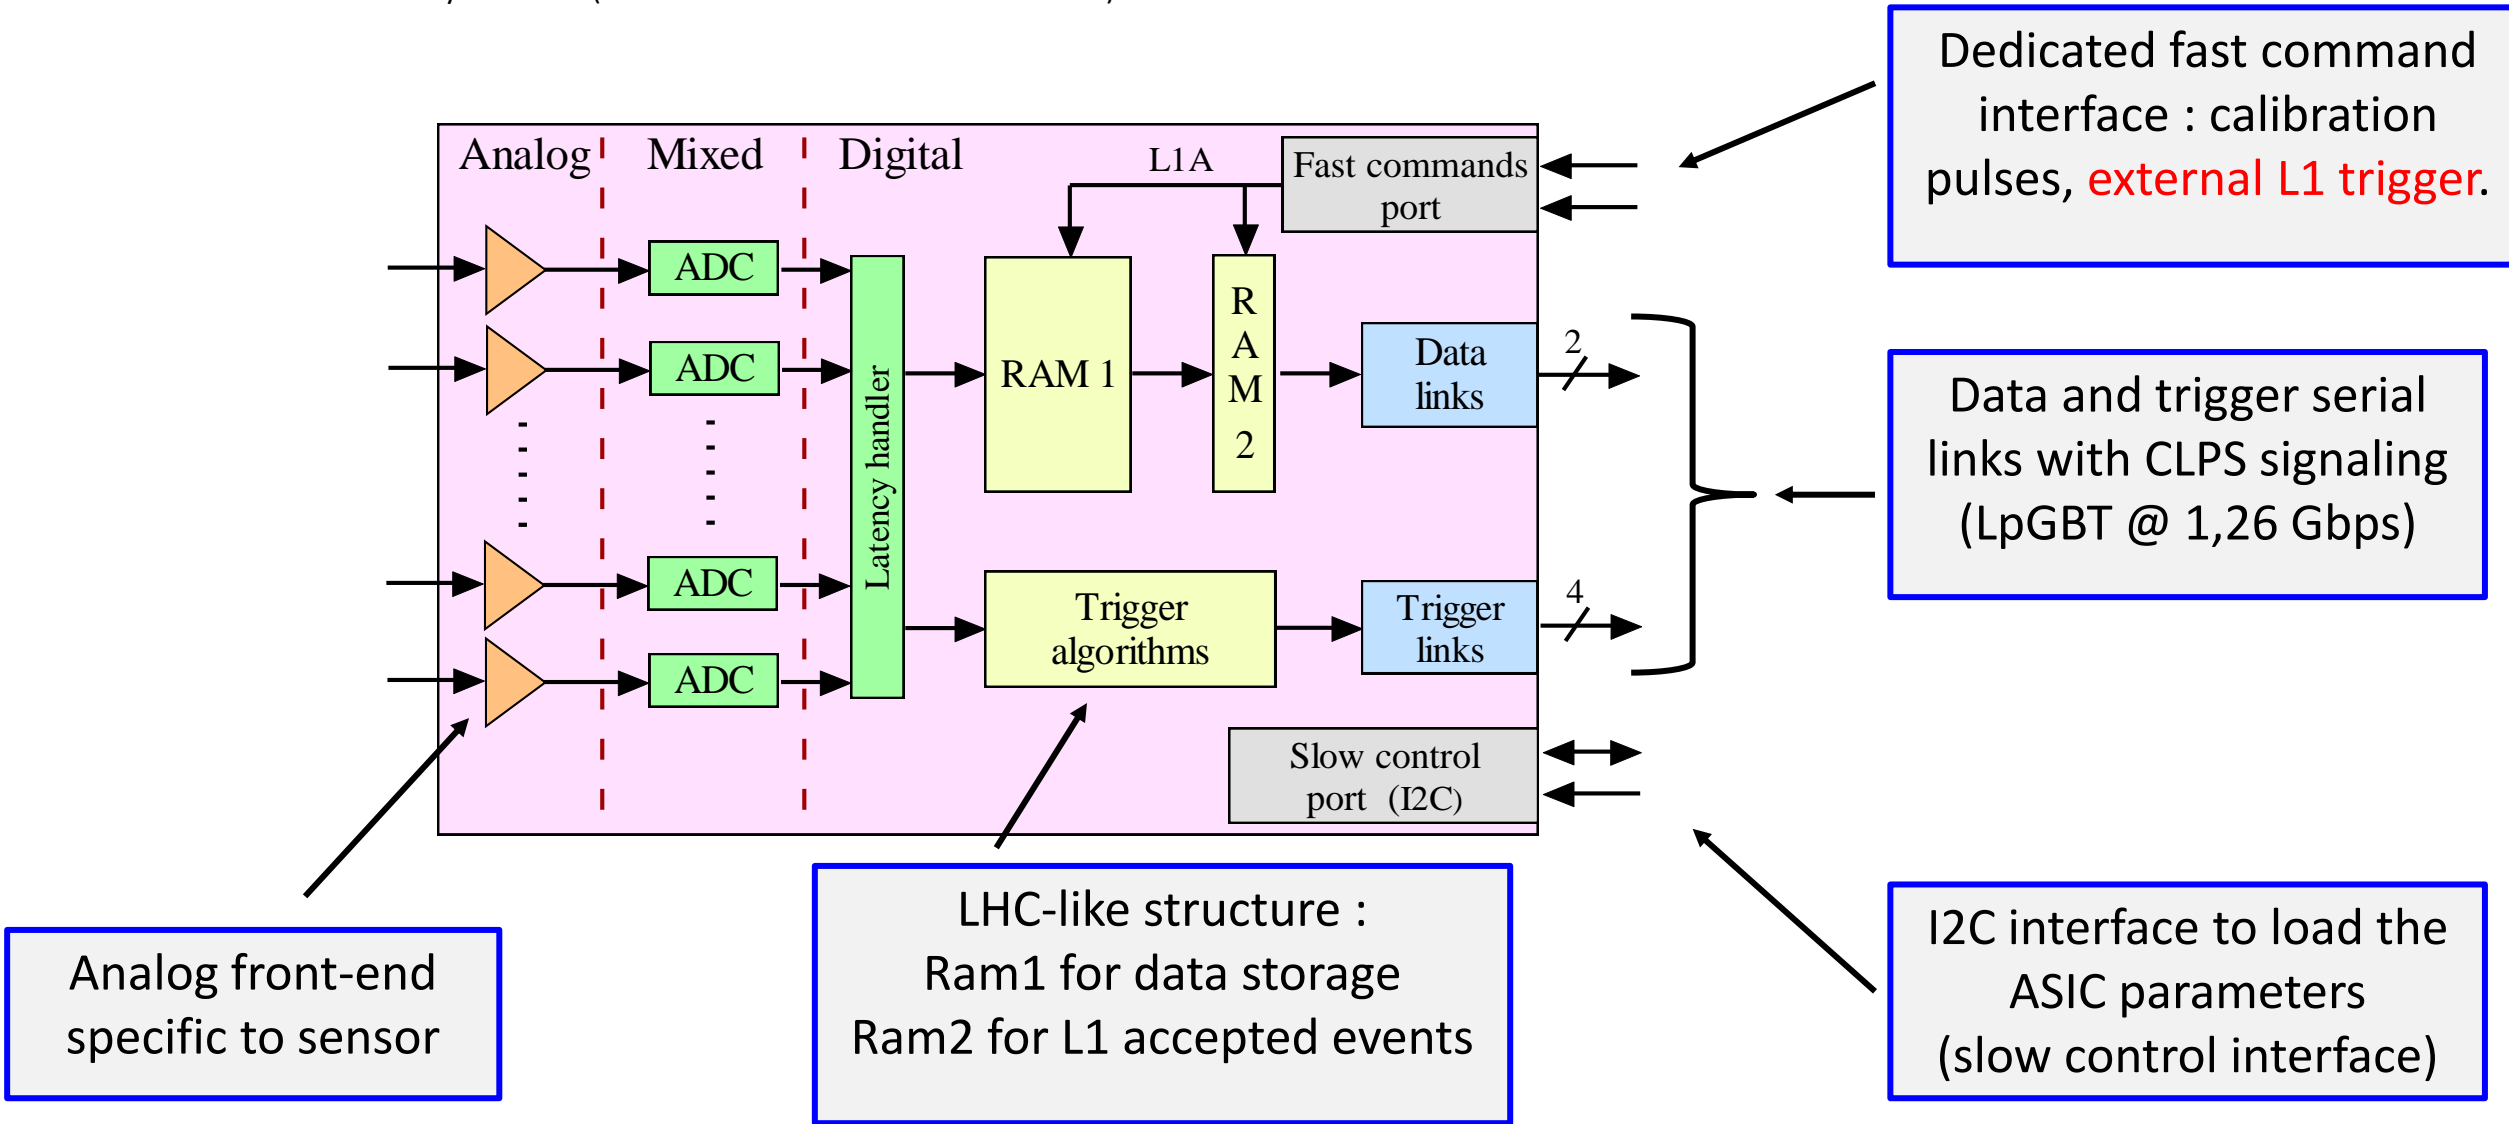 Dedicated fast command
interface : calibration
pulses, external L1 trigger.
Analog
Mixed
Digital
L1A
Fast commands
port
ADC
ADC
ADC
ADC
Latency handler
RAM 1
R
A
M
2
Data
links
2
Trigger
algorithms
Trigger
links
4
Slow control
port (I2C)
Data and trigger serial
links with CLPS signaling
(LpGBT @ 1,26 Gbps)
Analog front-end
specific to sensor
LHC-like structure :
Ram1 for data storage
Ram2 for L1 accepted events
I2C interface to load the
ASIC parameters
(slow control interface)